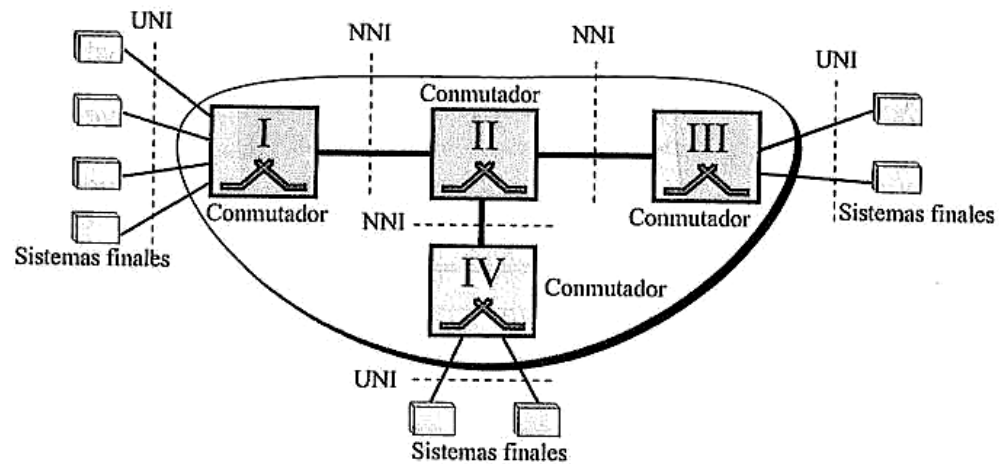 UNI
NNI
NNI
UNI
Conmutador
I
II
III
Conmutador
Conmutador
Sistemas finales
NNI
Sistemas finales
IV
Conmutador
UNI
Sistemas finales